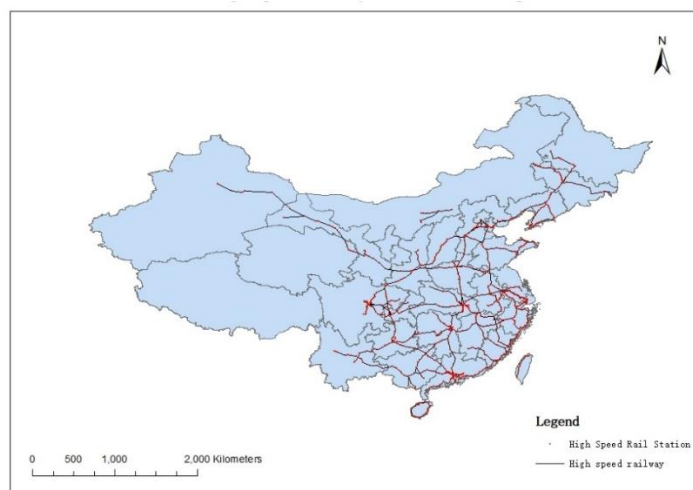 N
Legend
High Speed Rail Station
High speed railway
0 500 1,000 2,000 Kilometers